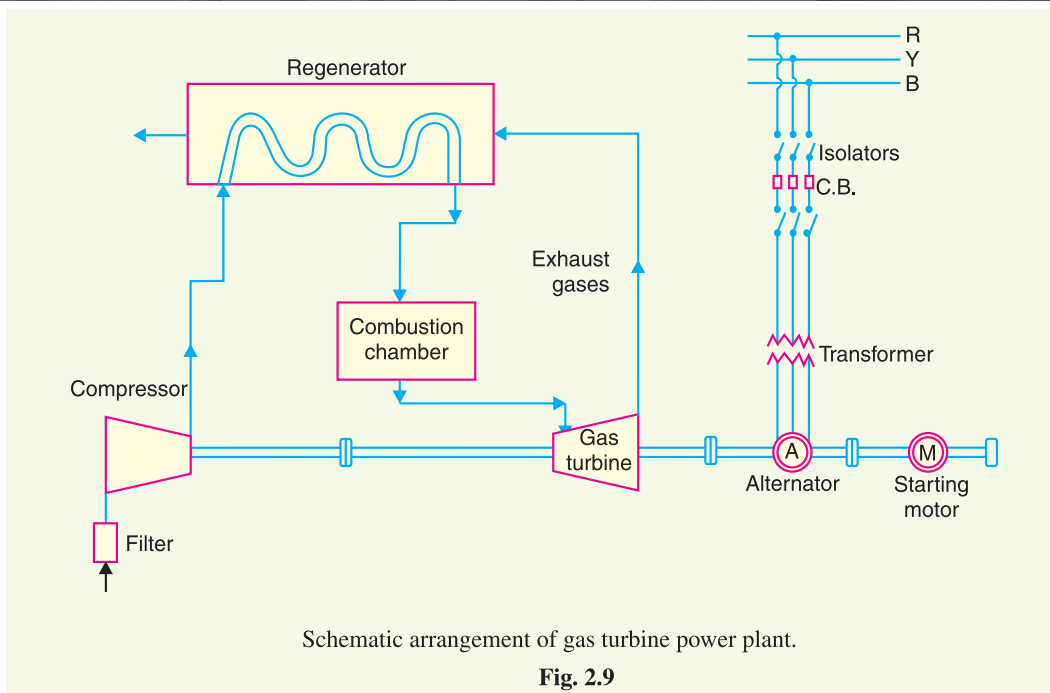 Regenerator
R
Y
B
Isolators
C.B.
Exhaust
gases
Combustion
chamber
Transformer
Compressor
Gas
turbine
A
M
Alternator
Starting
motor
Filter
Schematic arrangement of gas turbine power plant.
Fig. 2.9